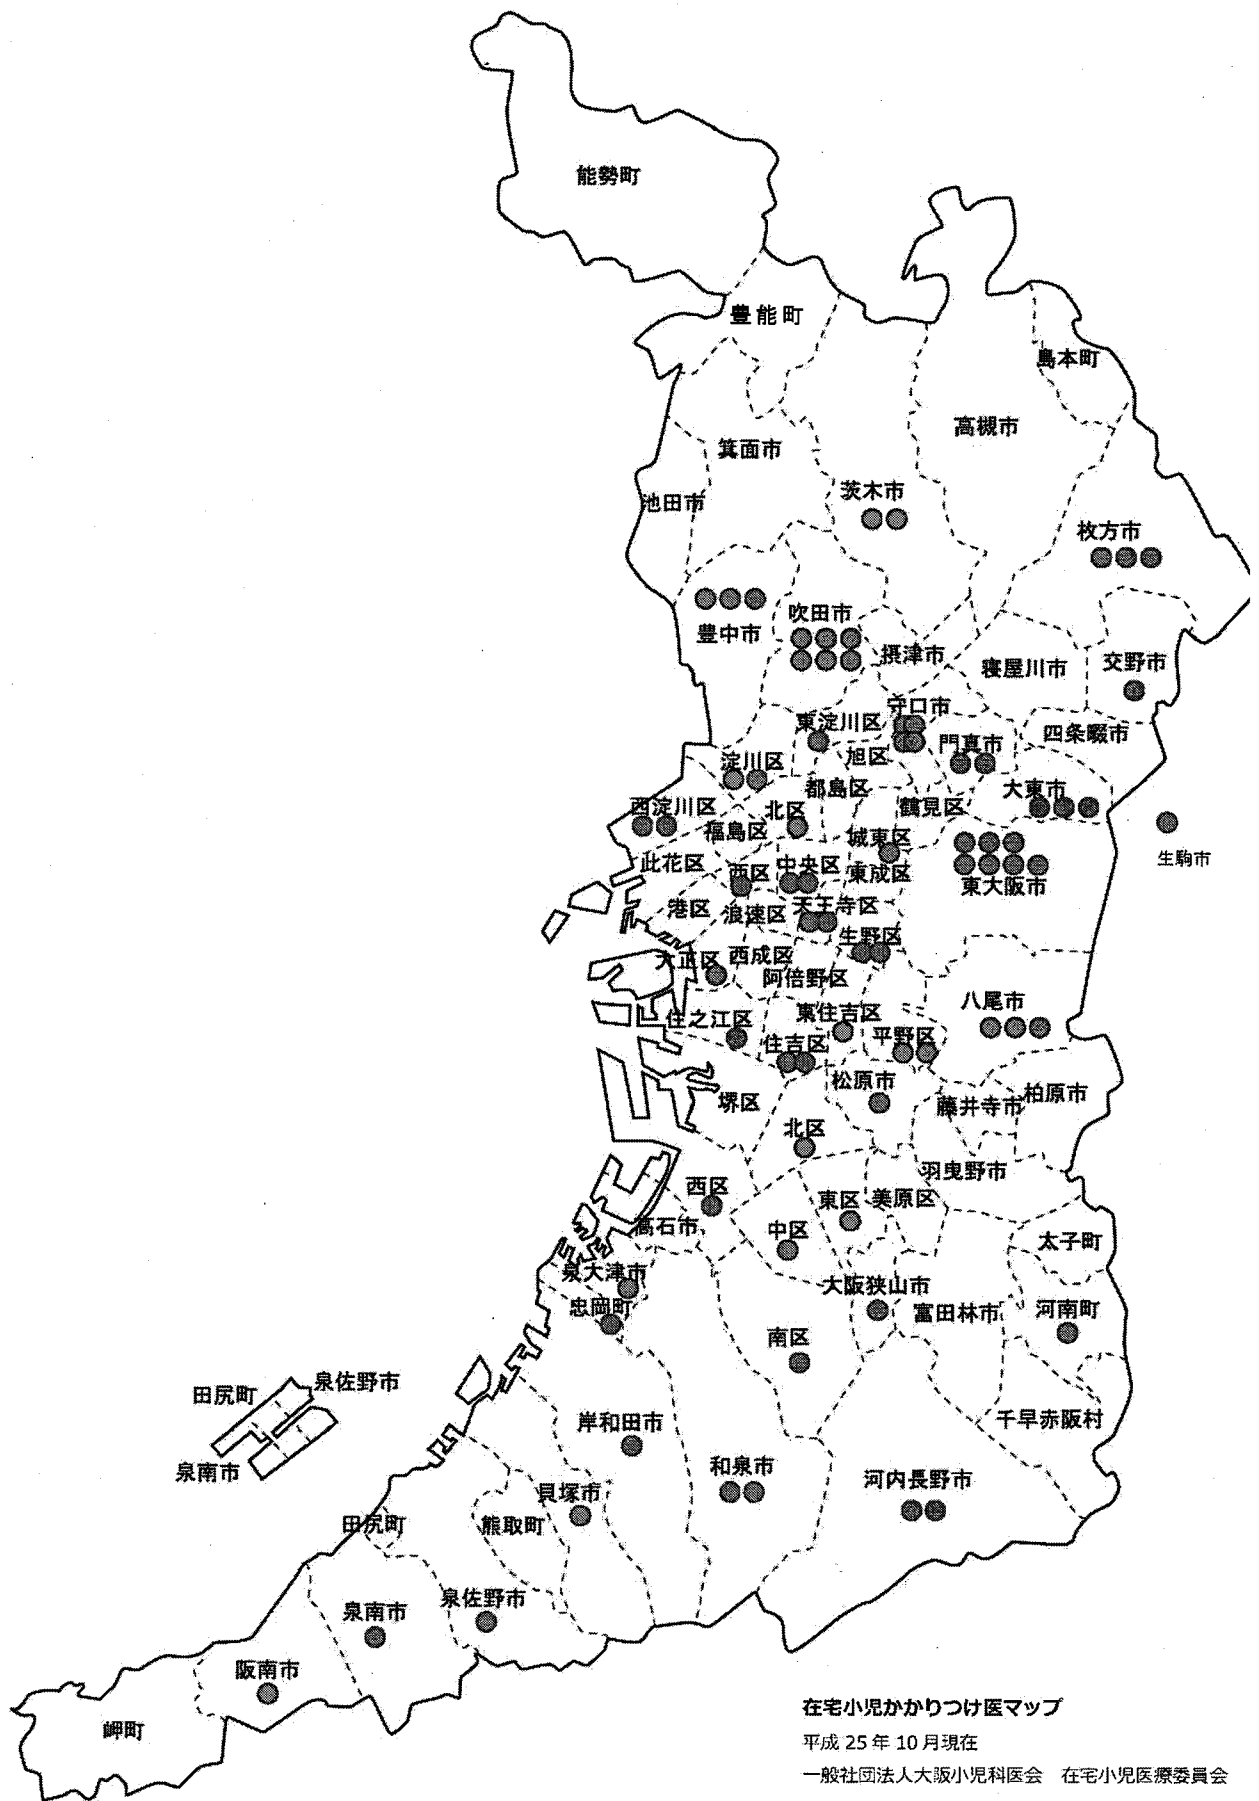 能勢町
豊能町
島本町
高槻市
箕面市
池田市
茨木市
枚方市
豊中市
吹田市
摂津市
寝屋川市
交野市
守口市
東淀川区
門真市
四条畷市
旭区
淀川区
都島区
大東市
西淀川区
北区
鶴見区
福島区
城東区
生駒市
此花区
西区
中央区
東成区
東大阪市
港区
浪速区
天王寺区
生野区
大正区
西成区
阿倍野区
八尾市
住之江区
東住吉区
平野区
住吉区
松原市
堺区
藤井寺市
柏原市
北区
羽曳野市
西区
東区
美原区
高石市
中区
太子町
泉大津市
大阪狭山市
忠岡町
富田林市
河南町
南区
田尻町
泉佐野市
泉南市
岸和田市
千早赤阪村
和泉市
河内長野市
貝塚市
田尻町
熊取町
泉佐野市
泉南市
阪南市
岬町
在宅小児かかりつけ医マップ
平成 25 年 10 月現在
一般社団法人大阪小児科医会 在宅小児医療委員会